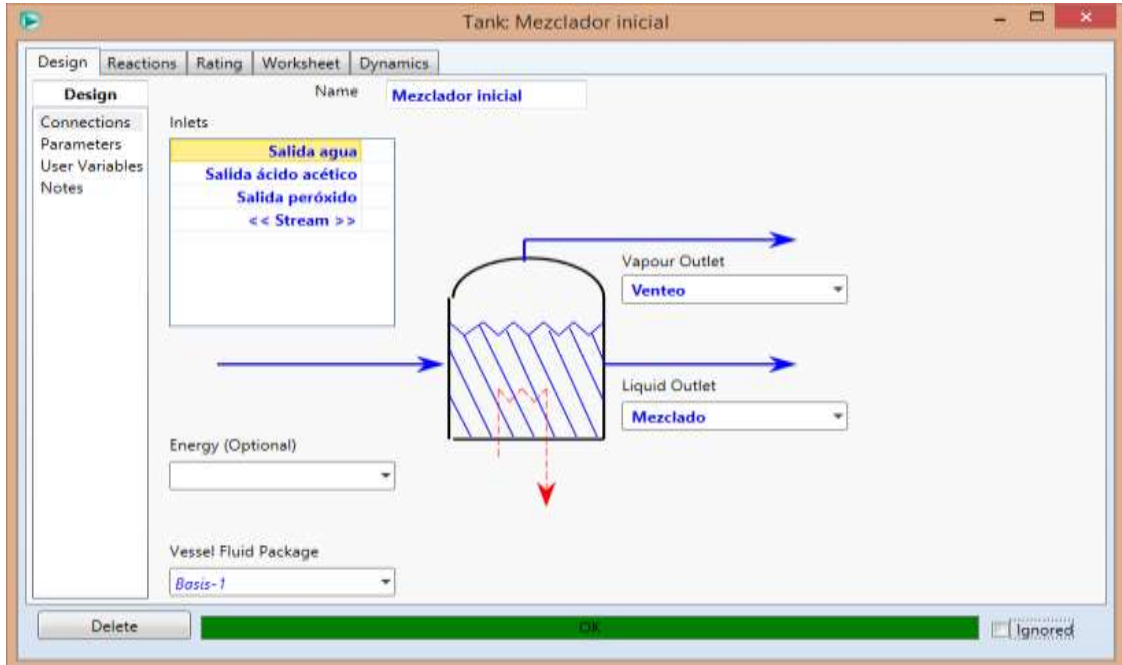 Tank: Mezclador inicial
Design Reactions Rating Worksheet Dynamics
Design
Connections
Parameters
User Variables
Notes
Name Mezclador inicial
Inlets
Salida agua
Salida ácido acético
Salida peróxido
<< Stream >>
Vapour Outlet
Venteo
Liquid Outlet
Mezclado
Energy (Optional)
Vessel Fluid Package
Basis-1
Delete OK Ignored